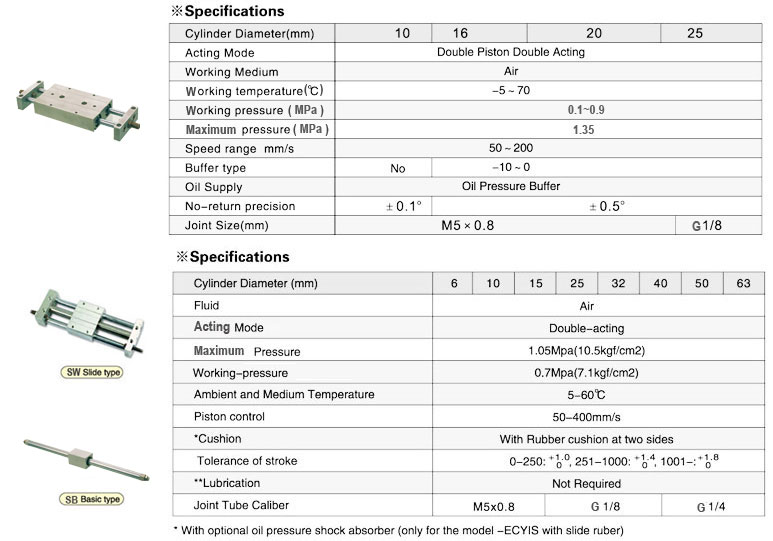 ※Specifications
Cylinder Diameter(mm) 10 16 20 25
Acting Mode Double Piston Double Acting
Working Medium Air
Working temperature(℃) -5~70
Working pressure ( MPa ) 0.1~0.9
Maximum pressure ( MPa ) 1.35
Speed range mm/s 50~200
Buffer type No -10~0
Oil Supply Oil Pressure Buffer
No-return precision ±0.1° ±0.5°
Joint Size(mm) M5×0.8 G1/8
※Specifications
Cylinder Diameter (mm) 6 10 15 25 32 40 50 63
Fluid Air
Acting Mode Double-acting
Maximum Pressure 1.05Mpa(10.5kgf/cm2)
Working-pressure 0.7Mpa(7.1kgf/cm2)
Ambient and Medium Temperature 5-60℃
Piston control 50-400mm/s
*Cushion With Rubber cushion at two sides
Tolerance of stroke 0-250: +1.0 0, 251-1000: +1.4 0, 1001-: +1.8 0
**Lubrication Not Required
Joint Tube Caliber M5x0.8 G 1/8 G 1/4
SW Slide type
SB Basic type
* With optional oil pressure shock absorber (only for the model -ECYIS with slide ruber)